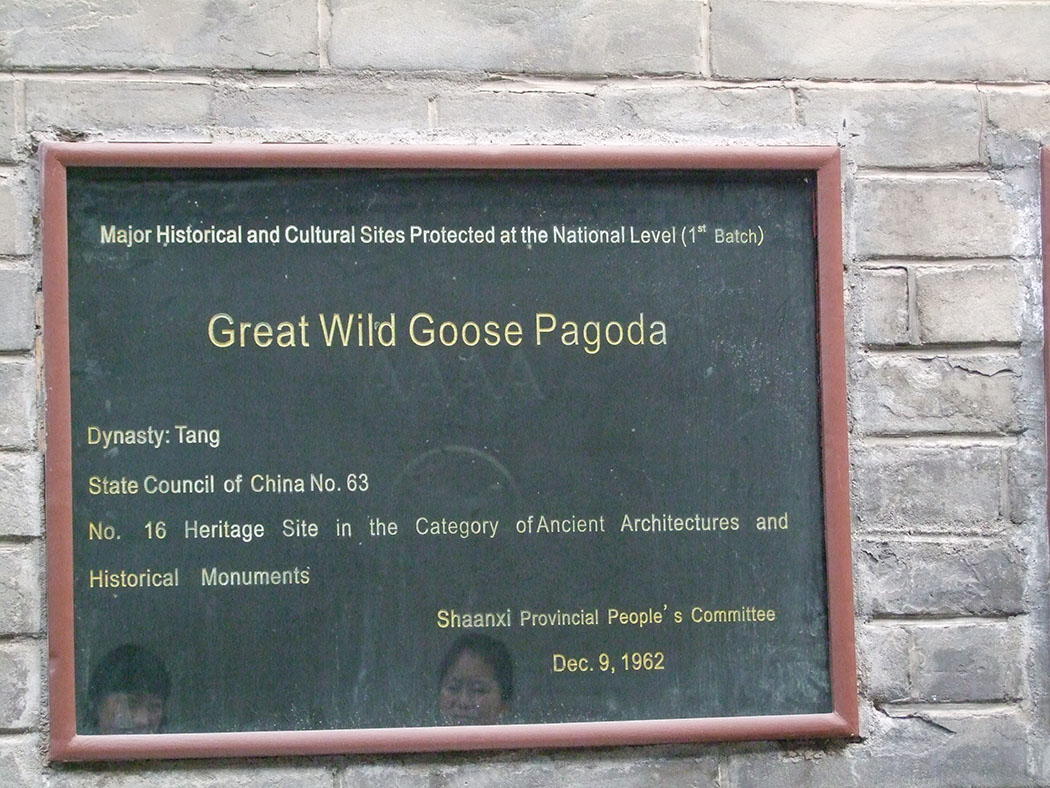 Major Historical and Cultural Sites Protected at the National Level (1st Batch)
Great Wild Goose Pagoda
Dynasty: Tang
State Council of China No. 63
No. 16 Heritage Site in the Category of Ancient Architectures and
Historical Monuments
Shaanxi Provincial People's Committee
Dec. 9, 1962